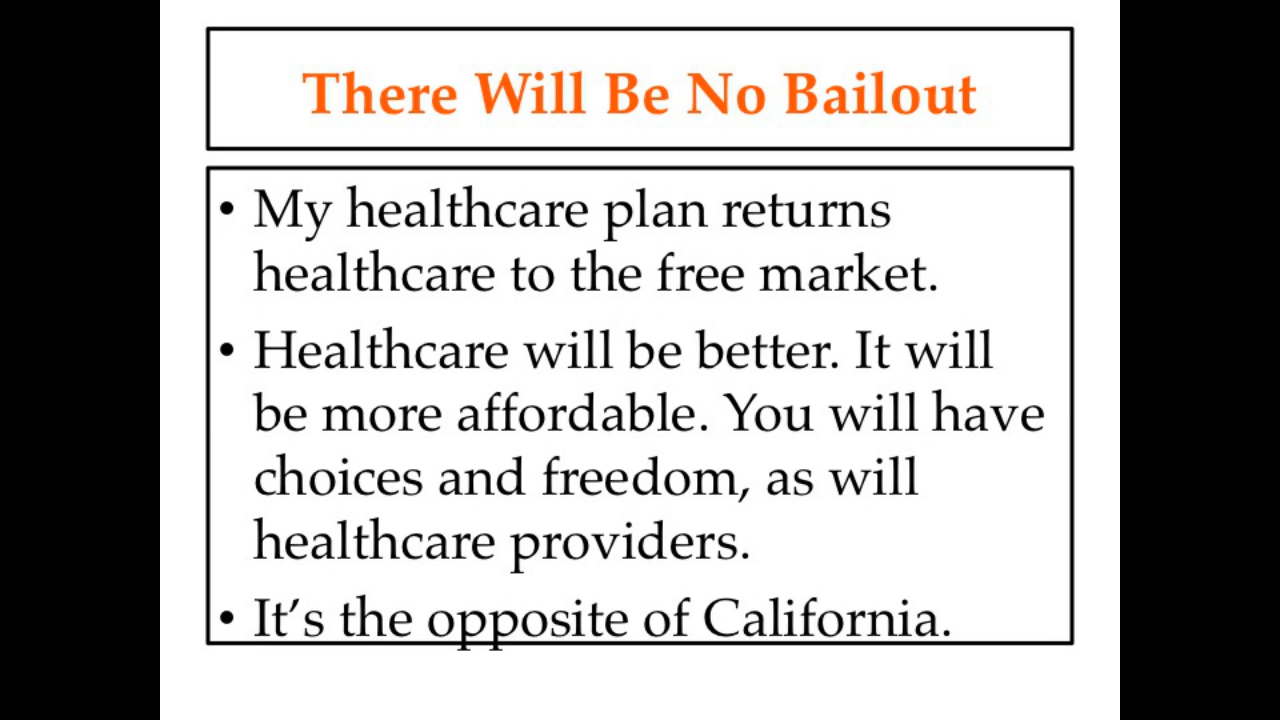 There Will Be No Bailout
• My healthcare plan returns
healthcare to the free market.
• Healthcare will be better. It will
be more affordable. You will have
choices and freedom, as will
healthcare providers.
• It’s the opposite of California.